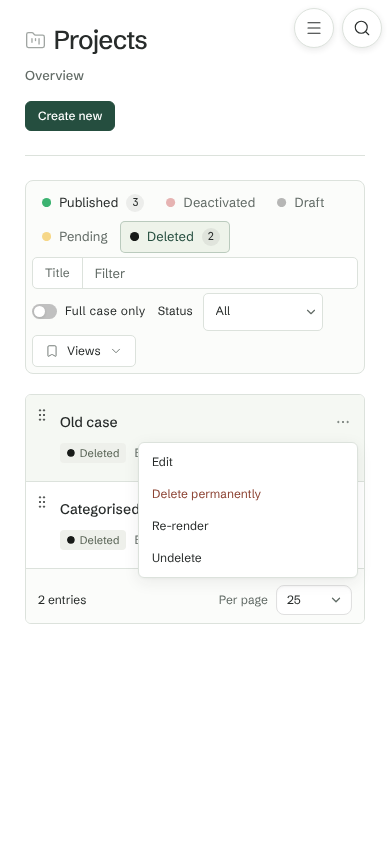 Projects
Overview
Create new
Published 3 Deactivated Draft
Pending Deleted 2
Title Filter
Full case only Status All
Views
Old case
Deleted
Edit
Delete permanently
Categorised
Re-render
Deleted
Undelete
2 entries Per page 25